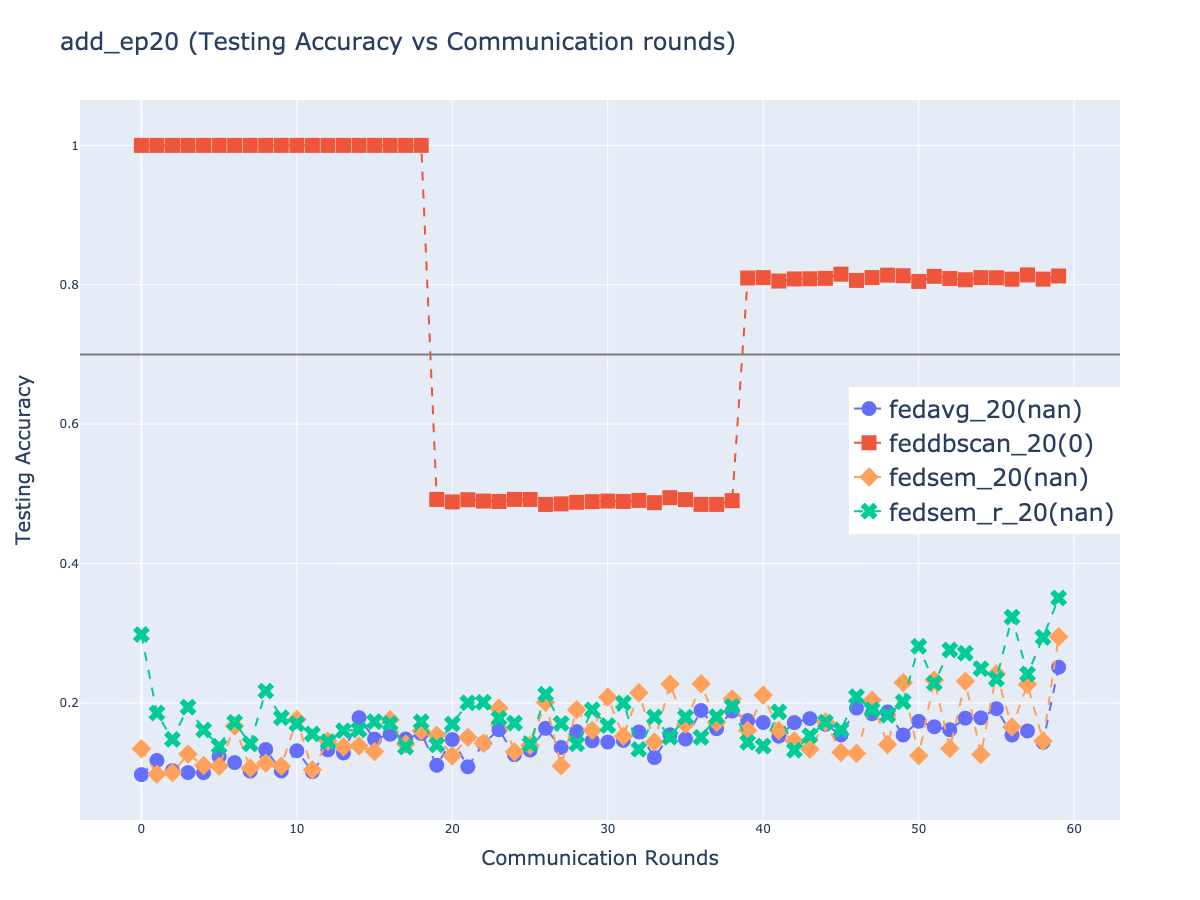 add_ep20 (Testing Accuracy vs Communication rounds)
1
0.8
0.6
0.4
0.2
Testing Accuracy
fedavg_20(nan)
feddbscan_20(0)
fedsem_20(nan)
fedsem_r_20(nan)
0 10 20 30 40 50 60
Communication Rounds